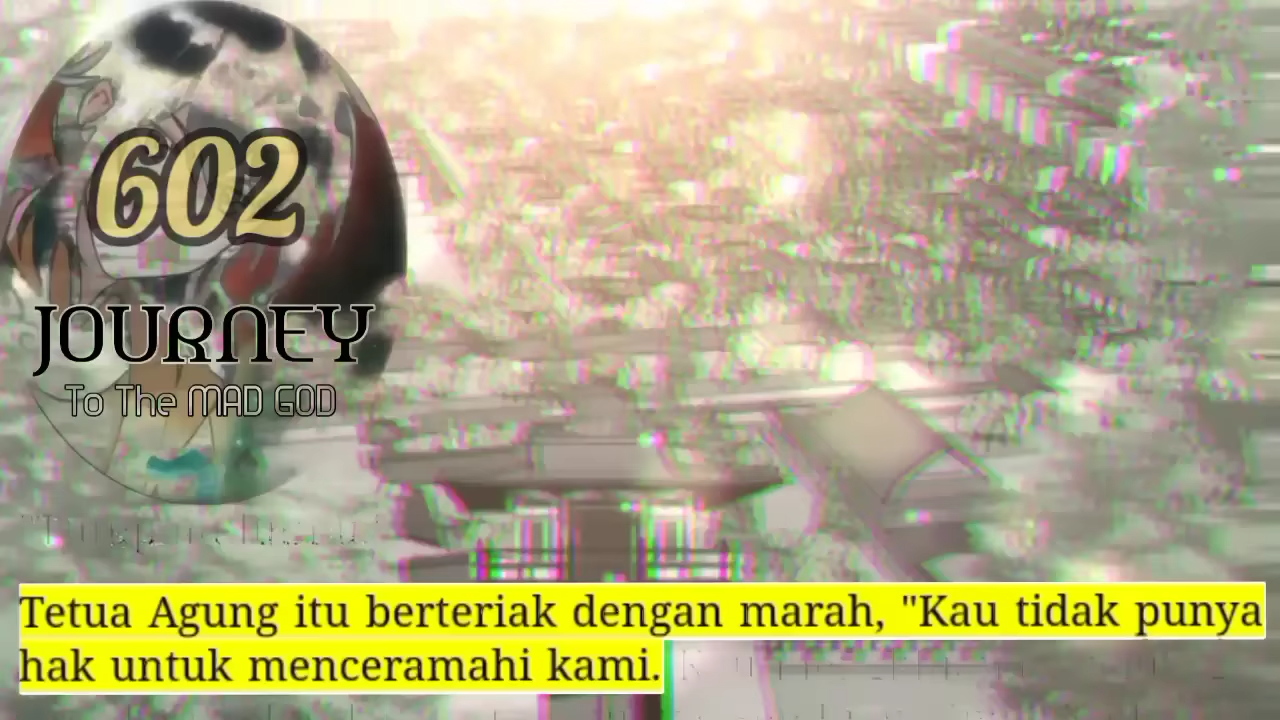 602
JOURNEY
To The MAD GOD
Tetua Agung itu berteriak dengan marah, "Kau tidak punya
hak untuk menceramahi kami.